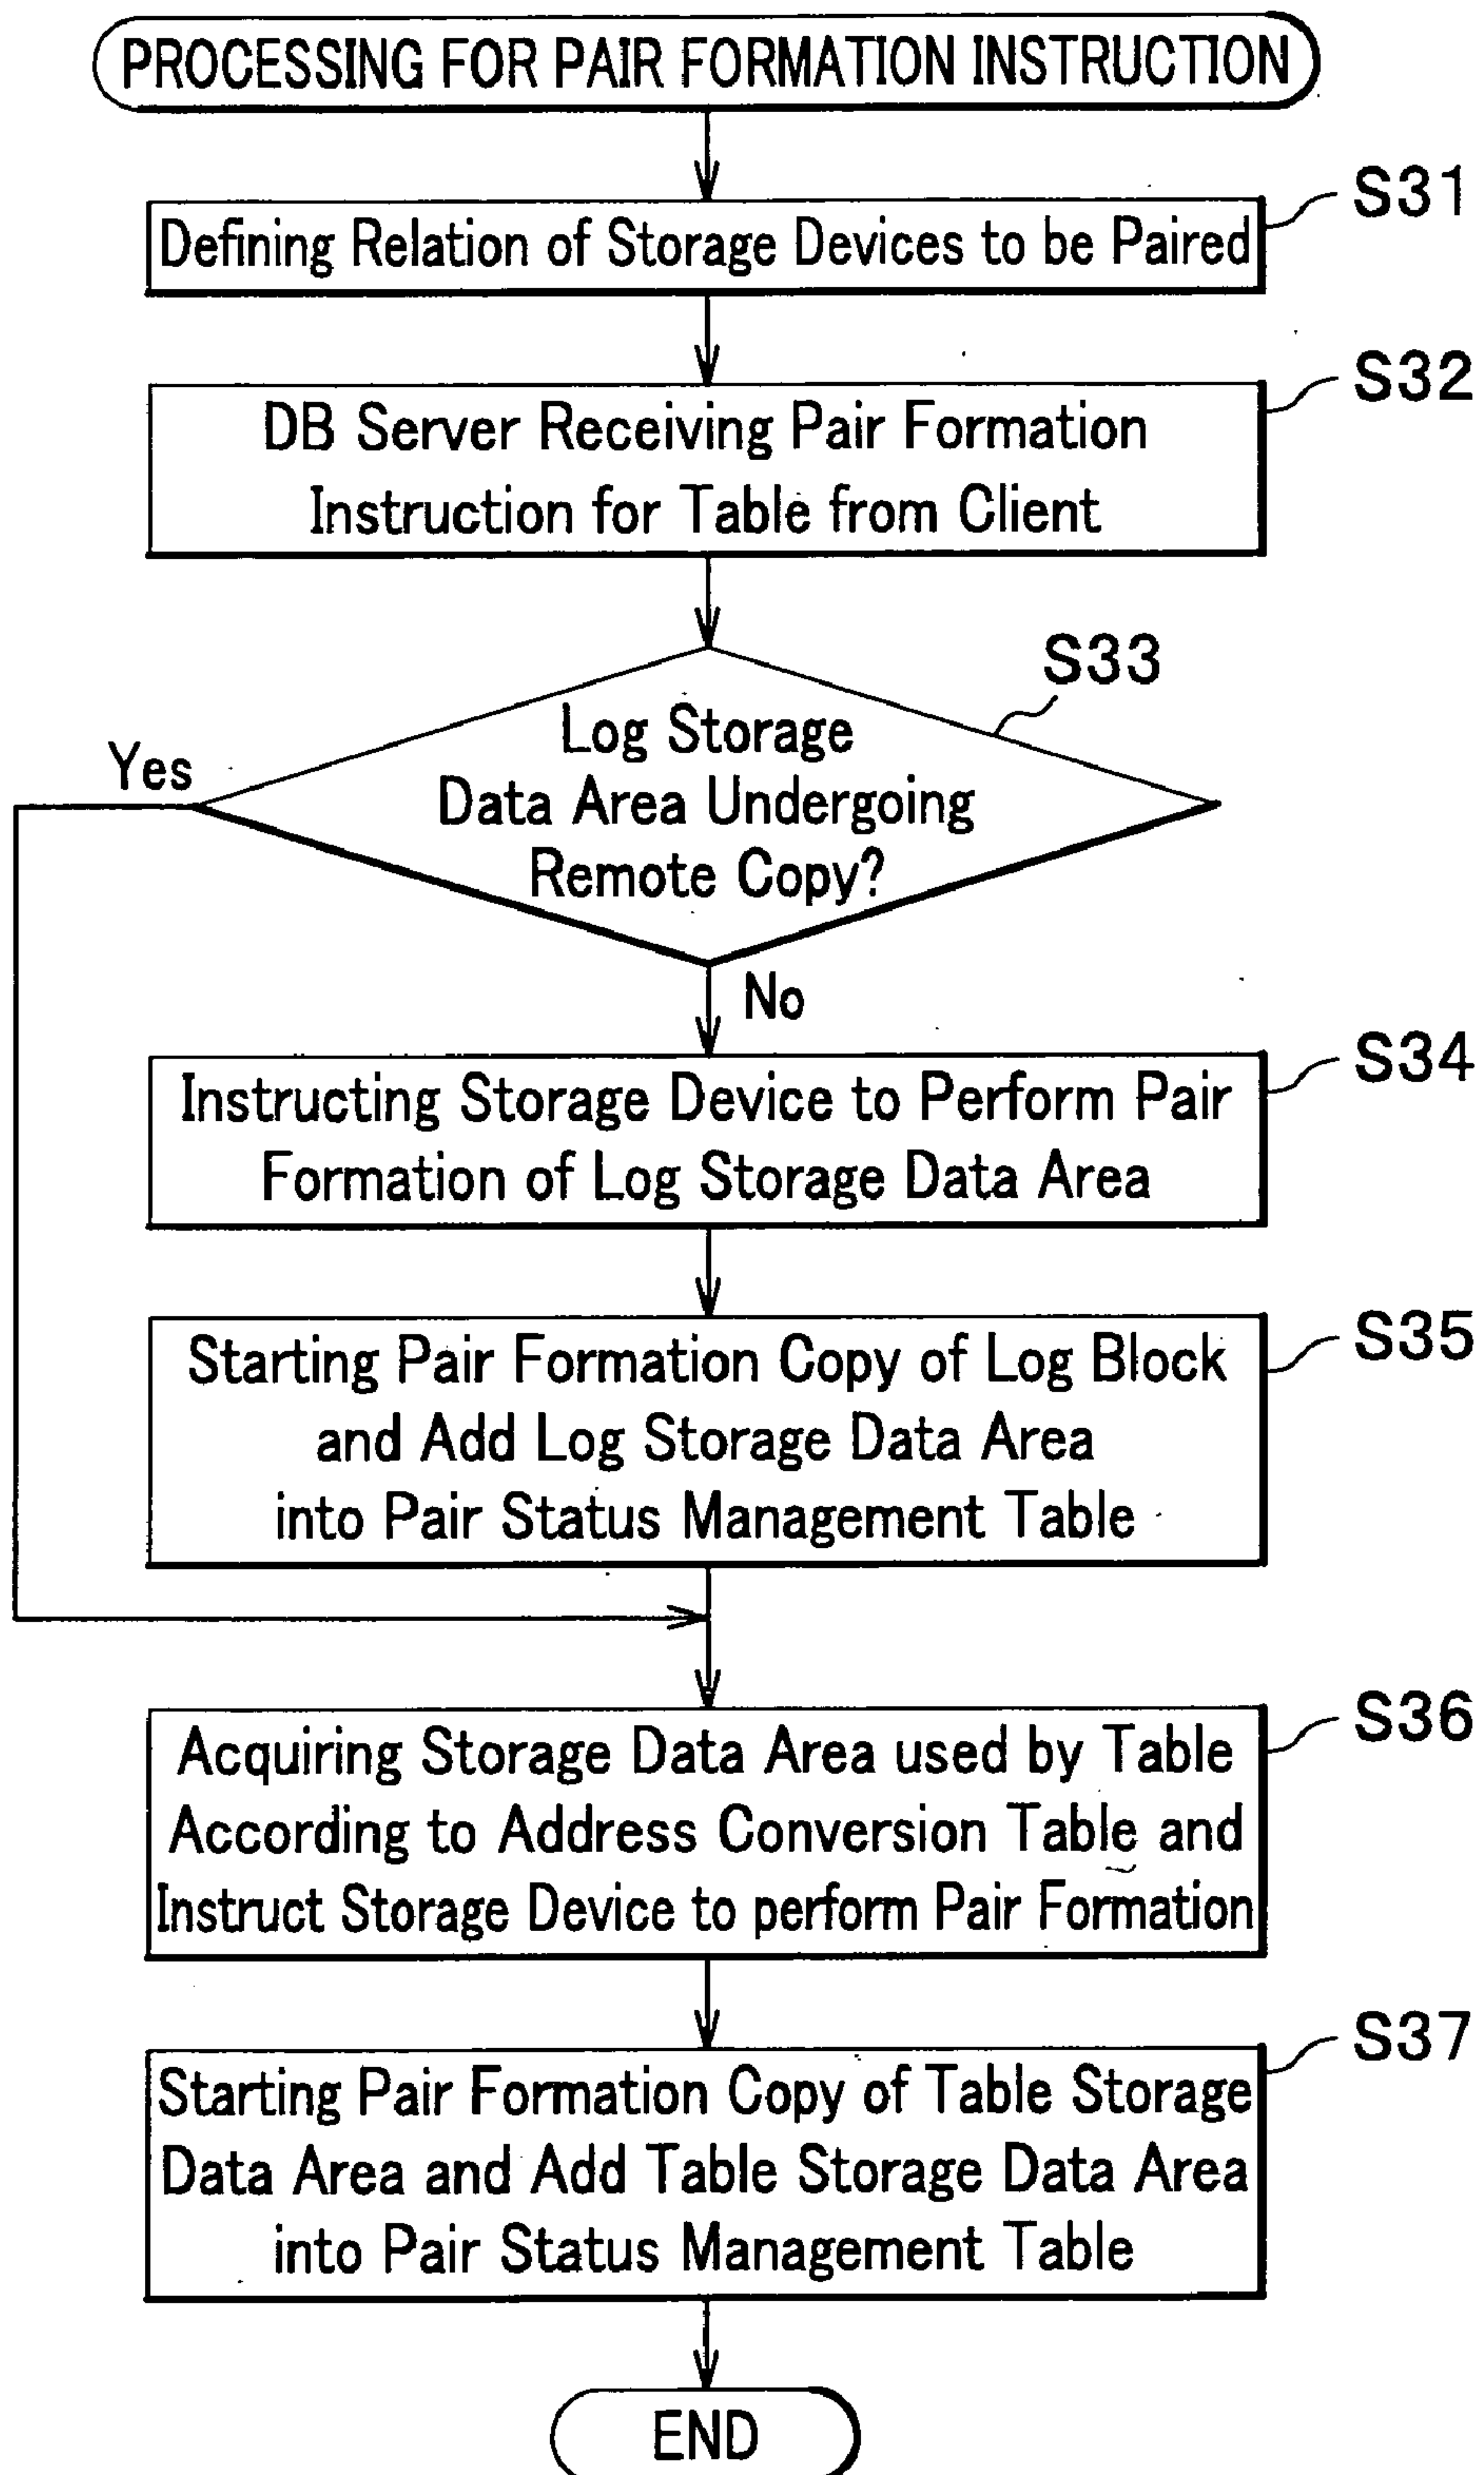 PROCESSING FOR PAIR FORMATION INSTRUCTION
S31
Defining Relation of Storage Devices to be Paired
S32
DB Server Receiving Pair Formation
Instruction for Table from Client
S33
Log Storage
Data Area Undergoing
Remote Copy?
Yes
No
S34
Instructing Storage Device to Perform Pair
Formation of Log Storage Data Area
S35
Starting Pair Formation Copy of Log Block
and Add Log Storage Data Area
into Pair Status Management Table
S36
Acquiring Storage Data Area used by Table
According to Address Conversion Table and
Instruct Storage Device to perform Pair Formation
S37
Starting Pair Formation Copy of Table Storage
Data Area and Add Table Storage Data Area
into Pair Status Management Table
END